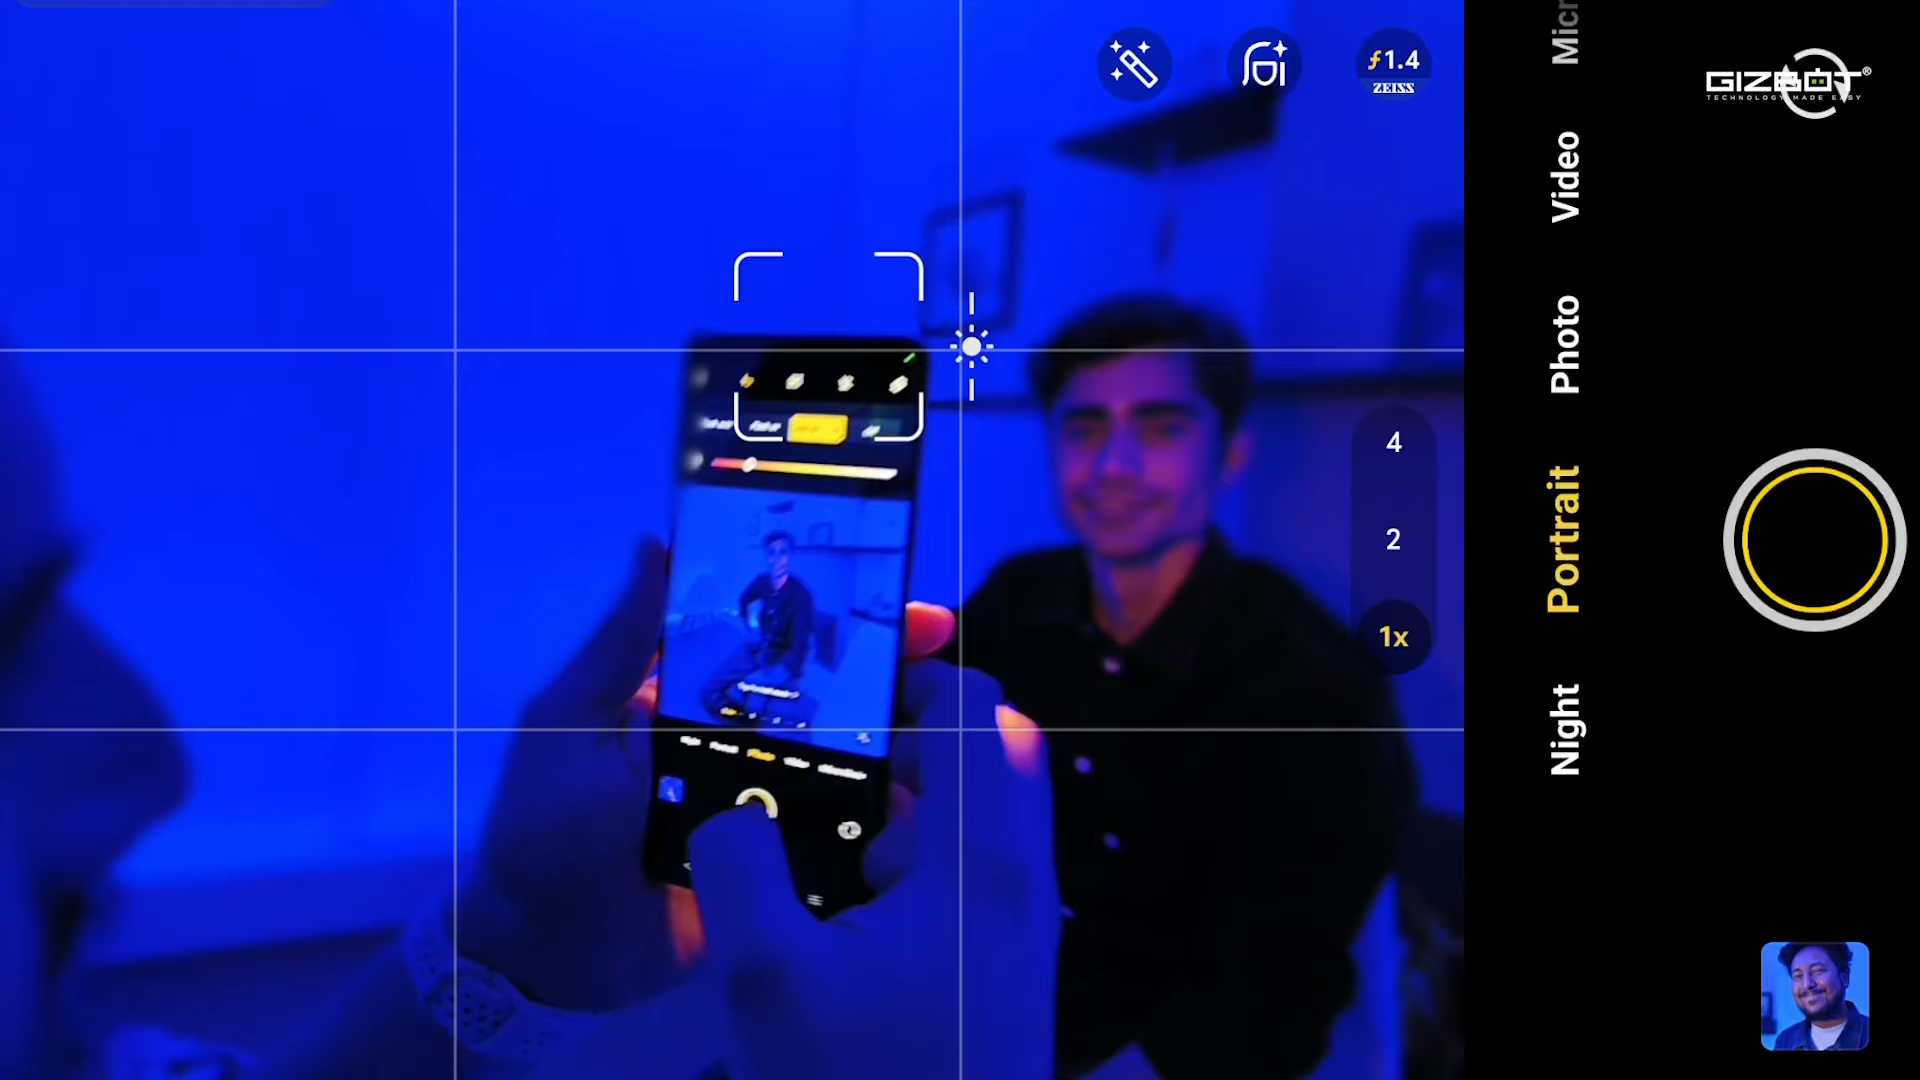 ƒ1.4
ZEISS
4
2
1x
Micr
Video
Photo
Portrait
Night
GIZBOT®
TECHNOLOGY MADE EASY